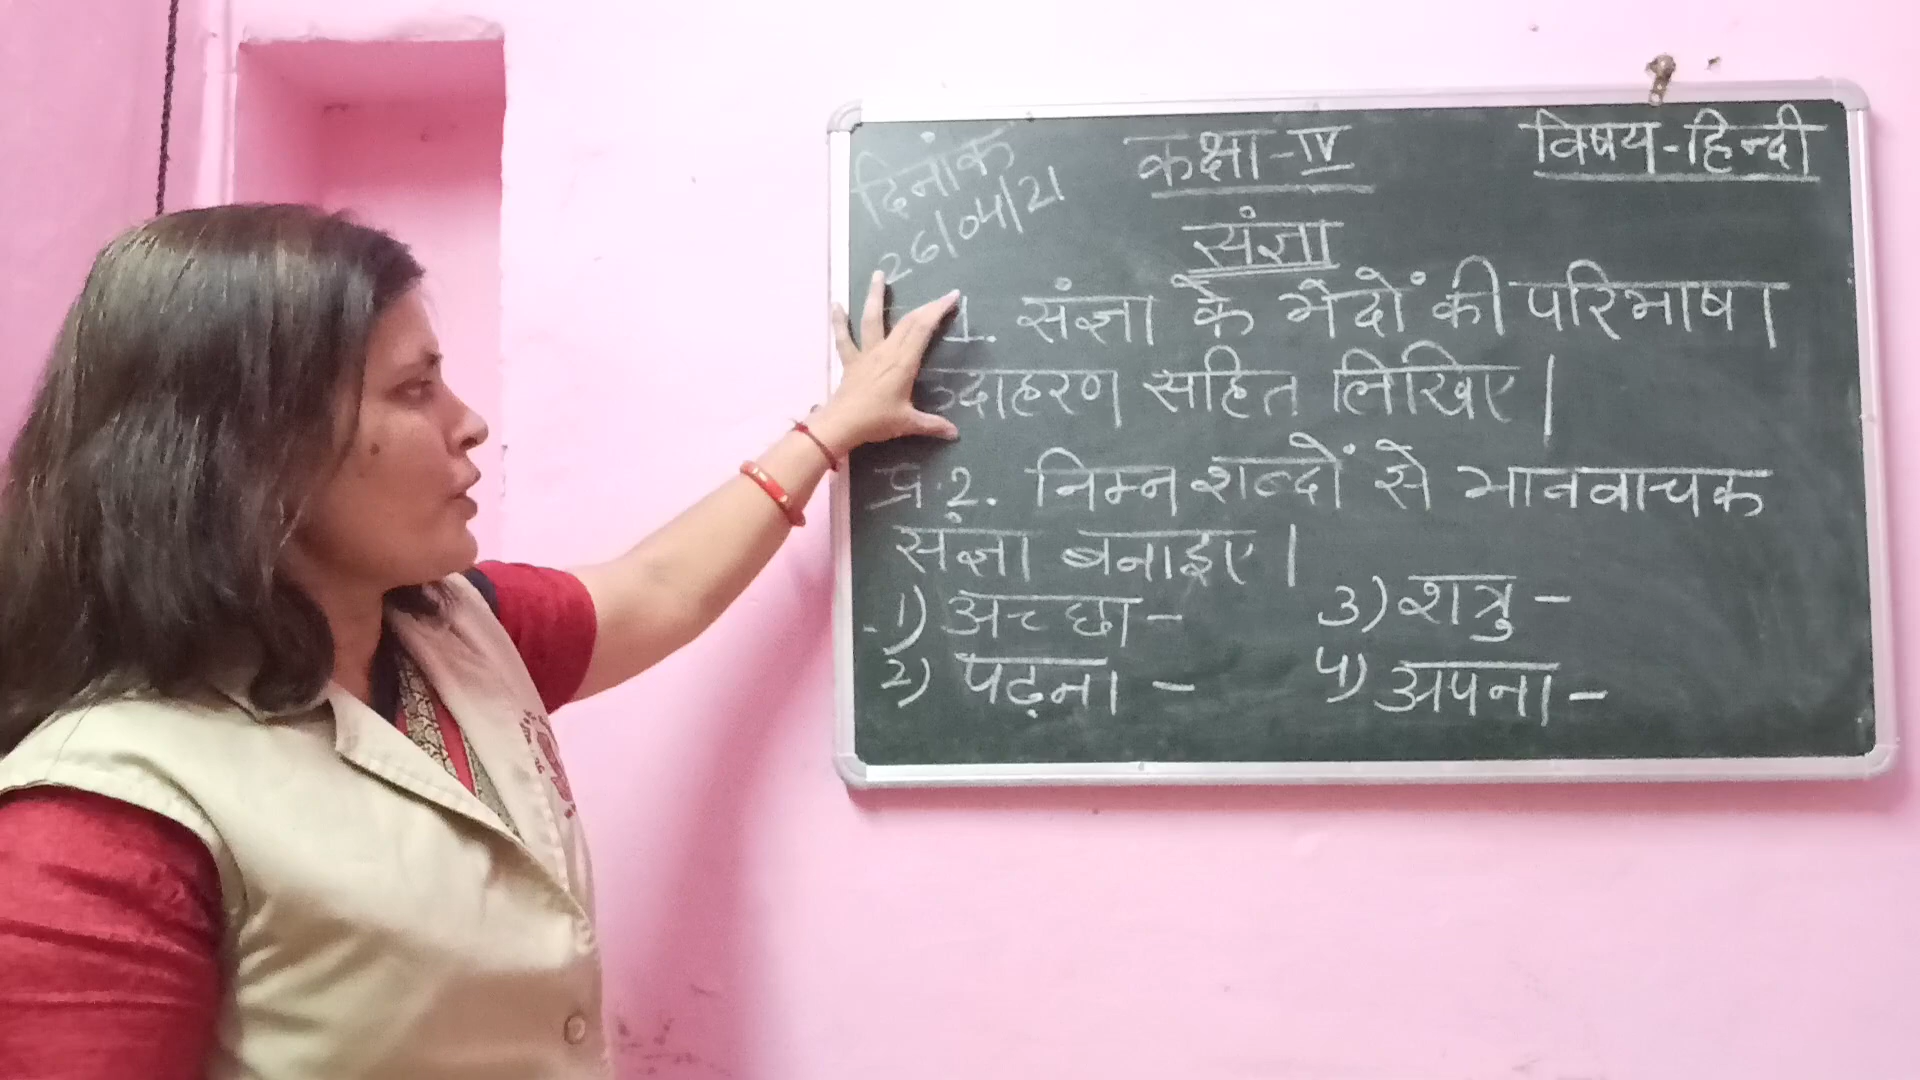 दिनांक
26/04/21
कक्षा-IV
विषय-हिन्दी
संज्ञा
1. संज्ञा के भेदों की परिभाषा
उदाहरण सहित लिखिए।
प्र.2. निम्न शब्दों से भाववाचक
संज्ञा बनाइए।
1) अच्छा - 3) शत्रु -
2) पढ़ना - 4) अपना -